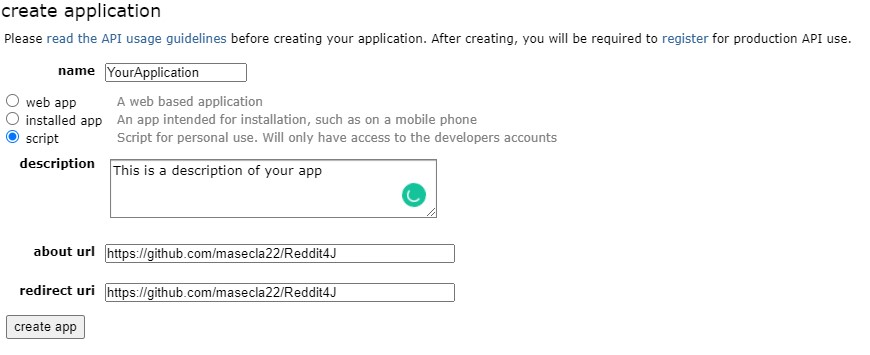 create application
Please read the API usage guidelines before creating your application. After creating, you will be required to register for production API use.
name YourApplication
web app A web based application
installed app An app intended for installation, such as on a mobile phone
script Script for personal use. Will only have access to the developers accounts
description This is a description of your app
about url https://github.com/masecla22/Reddit4J
redirect uri https://github.com/masecla22/Reddit4J
create app